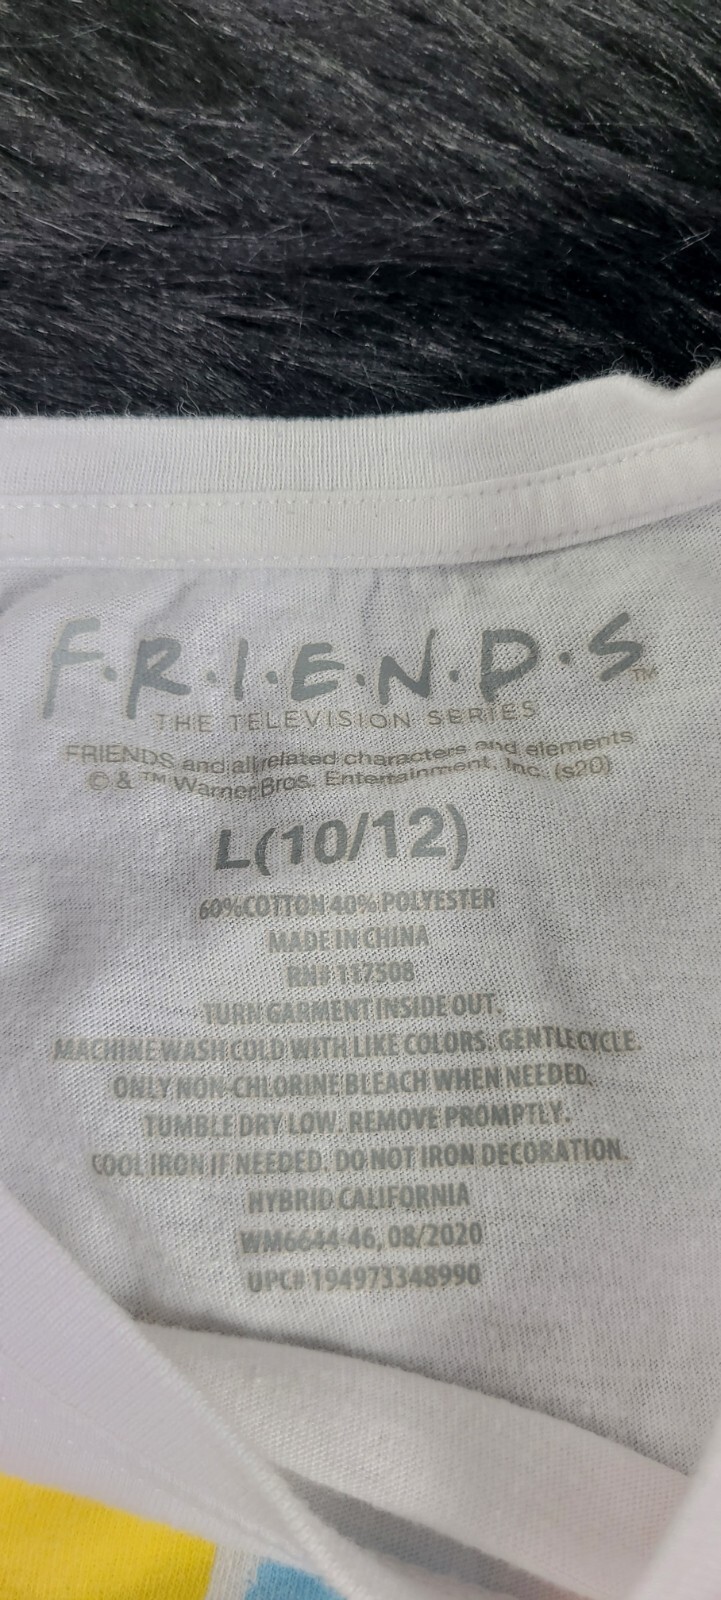 F·R·I·E·N·D·S™
THE TELEVISION SERIES
FRIENDS and all related characters and elements
© & ™ Warner Bros. Entertainment, Inc. (s20)
L(10/12)
60%COTTON 40% POLYESTER
MADE IN CHINA
RN# 117508
TURN GARMENT INSIDE OUT.
MACHINE WASH COLD WITH LIKE COLORS. GENTLE CYCLE.
ONLY NON-CHLORINE BLEACH WHEN NEEDED.
TUMBLE DRY LOW. REMOVE PROMPTLY.
COOL IRON IF NEEDED. DO NOT IRON DECORATION.
HYBRID CALIFORNIA
WM6644-46, 08/2020
UPC# 194973348990